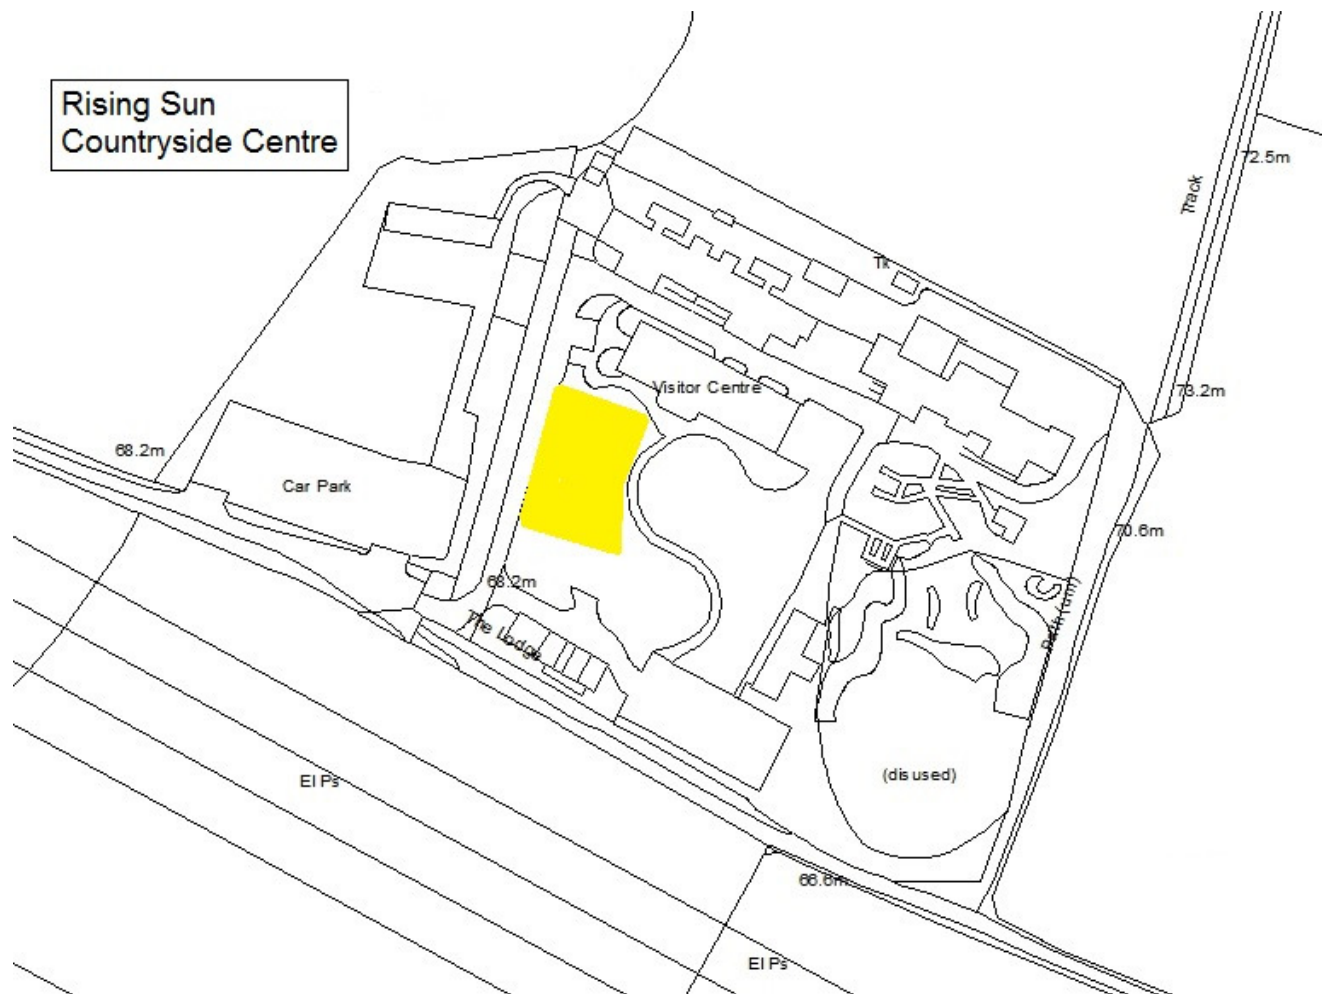 Rising Sun
Countryside Centre
72.5m
Track
Tk
Visitor Centre
73.2m
68.2m
Car Park
70.6m
68.2m
Path (um)
The Lodge
(disused)
El Ps
66.6m
El Ps